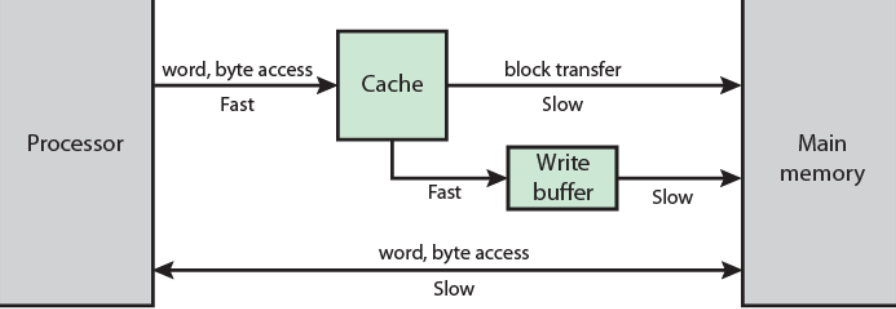 Processor
word, byte access
Fast
Cache
block transfer
Slow
Fast
Write
buffer
Slow
word, byte access
Slow
Main
memory